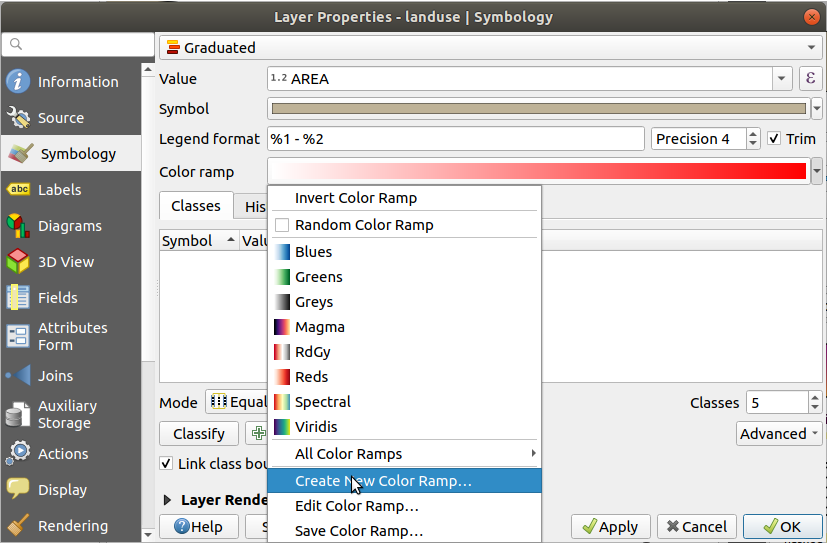 Layer Properties - landuse | Symbology
Graduated
Information
Source
Symbology
abc Labels
Diagrams
3D View
Fields
Attributes
Form
Joins
Auxiliary
Storage
Actions
Display
Rendering
Value 1.2 AREA ε
Symbol
Legend format %1 - %2 Precision 4 Trim
Color ramp
Classes His
Symbol Valu
Invert Color Ramp
Random Color Ramp
Blues
Greens
Greys
Magma
RdGy
Reds
Spectral
Viridis
All Color Ramps
Create New Color Ramp…
Edit Color Ramp…
Save Color Ramp…
Mode Equal Classes 5
Classify Advanced
Link class bou
Layer Rende
Help S Apply Cancel OK